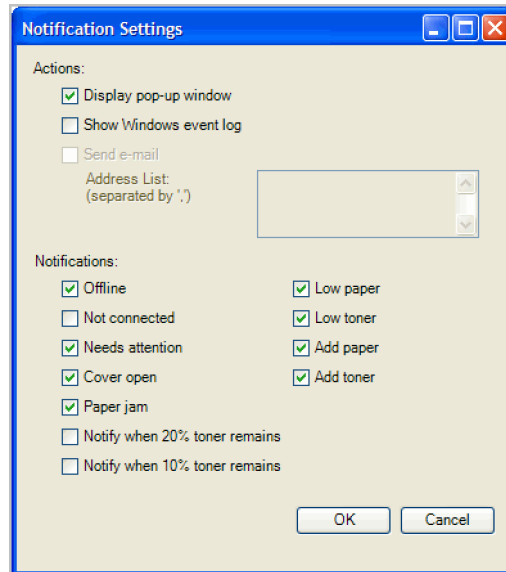 Notification Settings
Actions:
Display pop-up window
Show Windows event log
Send e-mail
Address List:
(separated by ',')
Notifications:
Offline
Low paper
Not connected
Low toner
Needs attention
Add paper
Cover open
Add toner
Paper jam
Notify when 20% toner remains
Notify when 10% toner remains
OK
Cancel